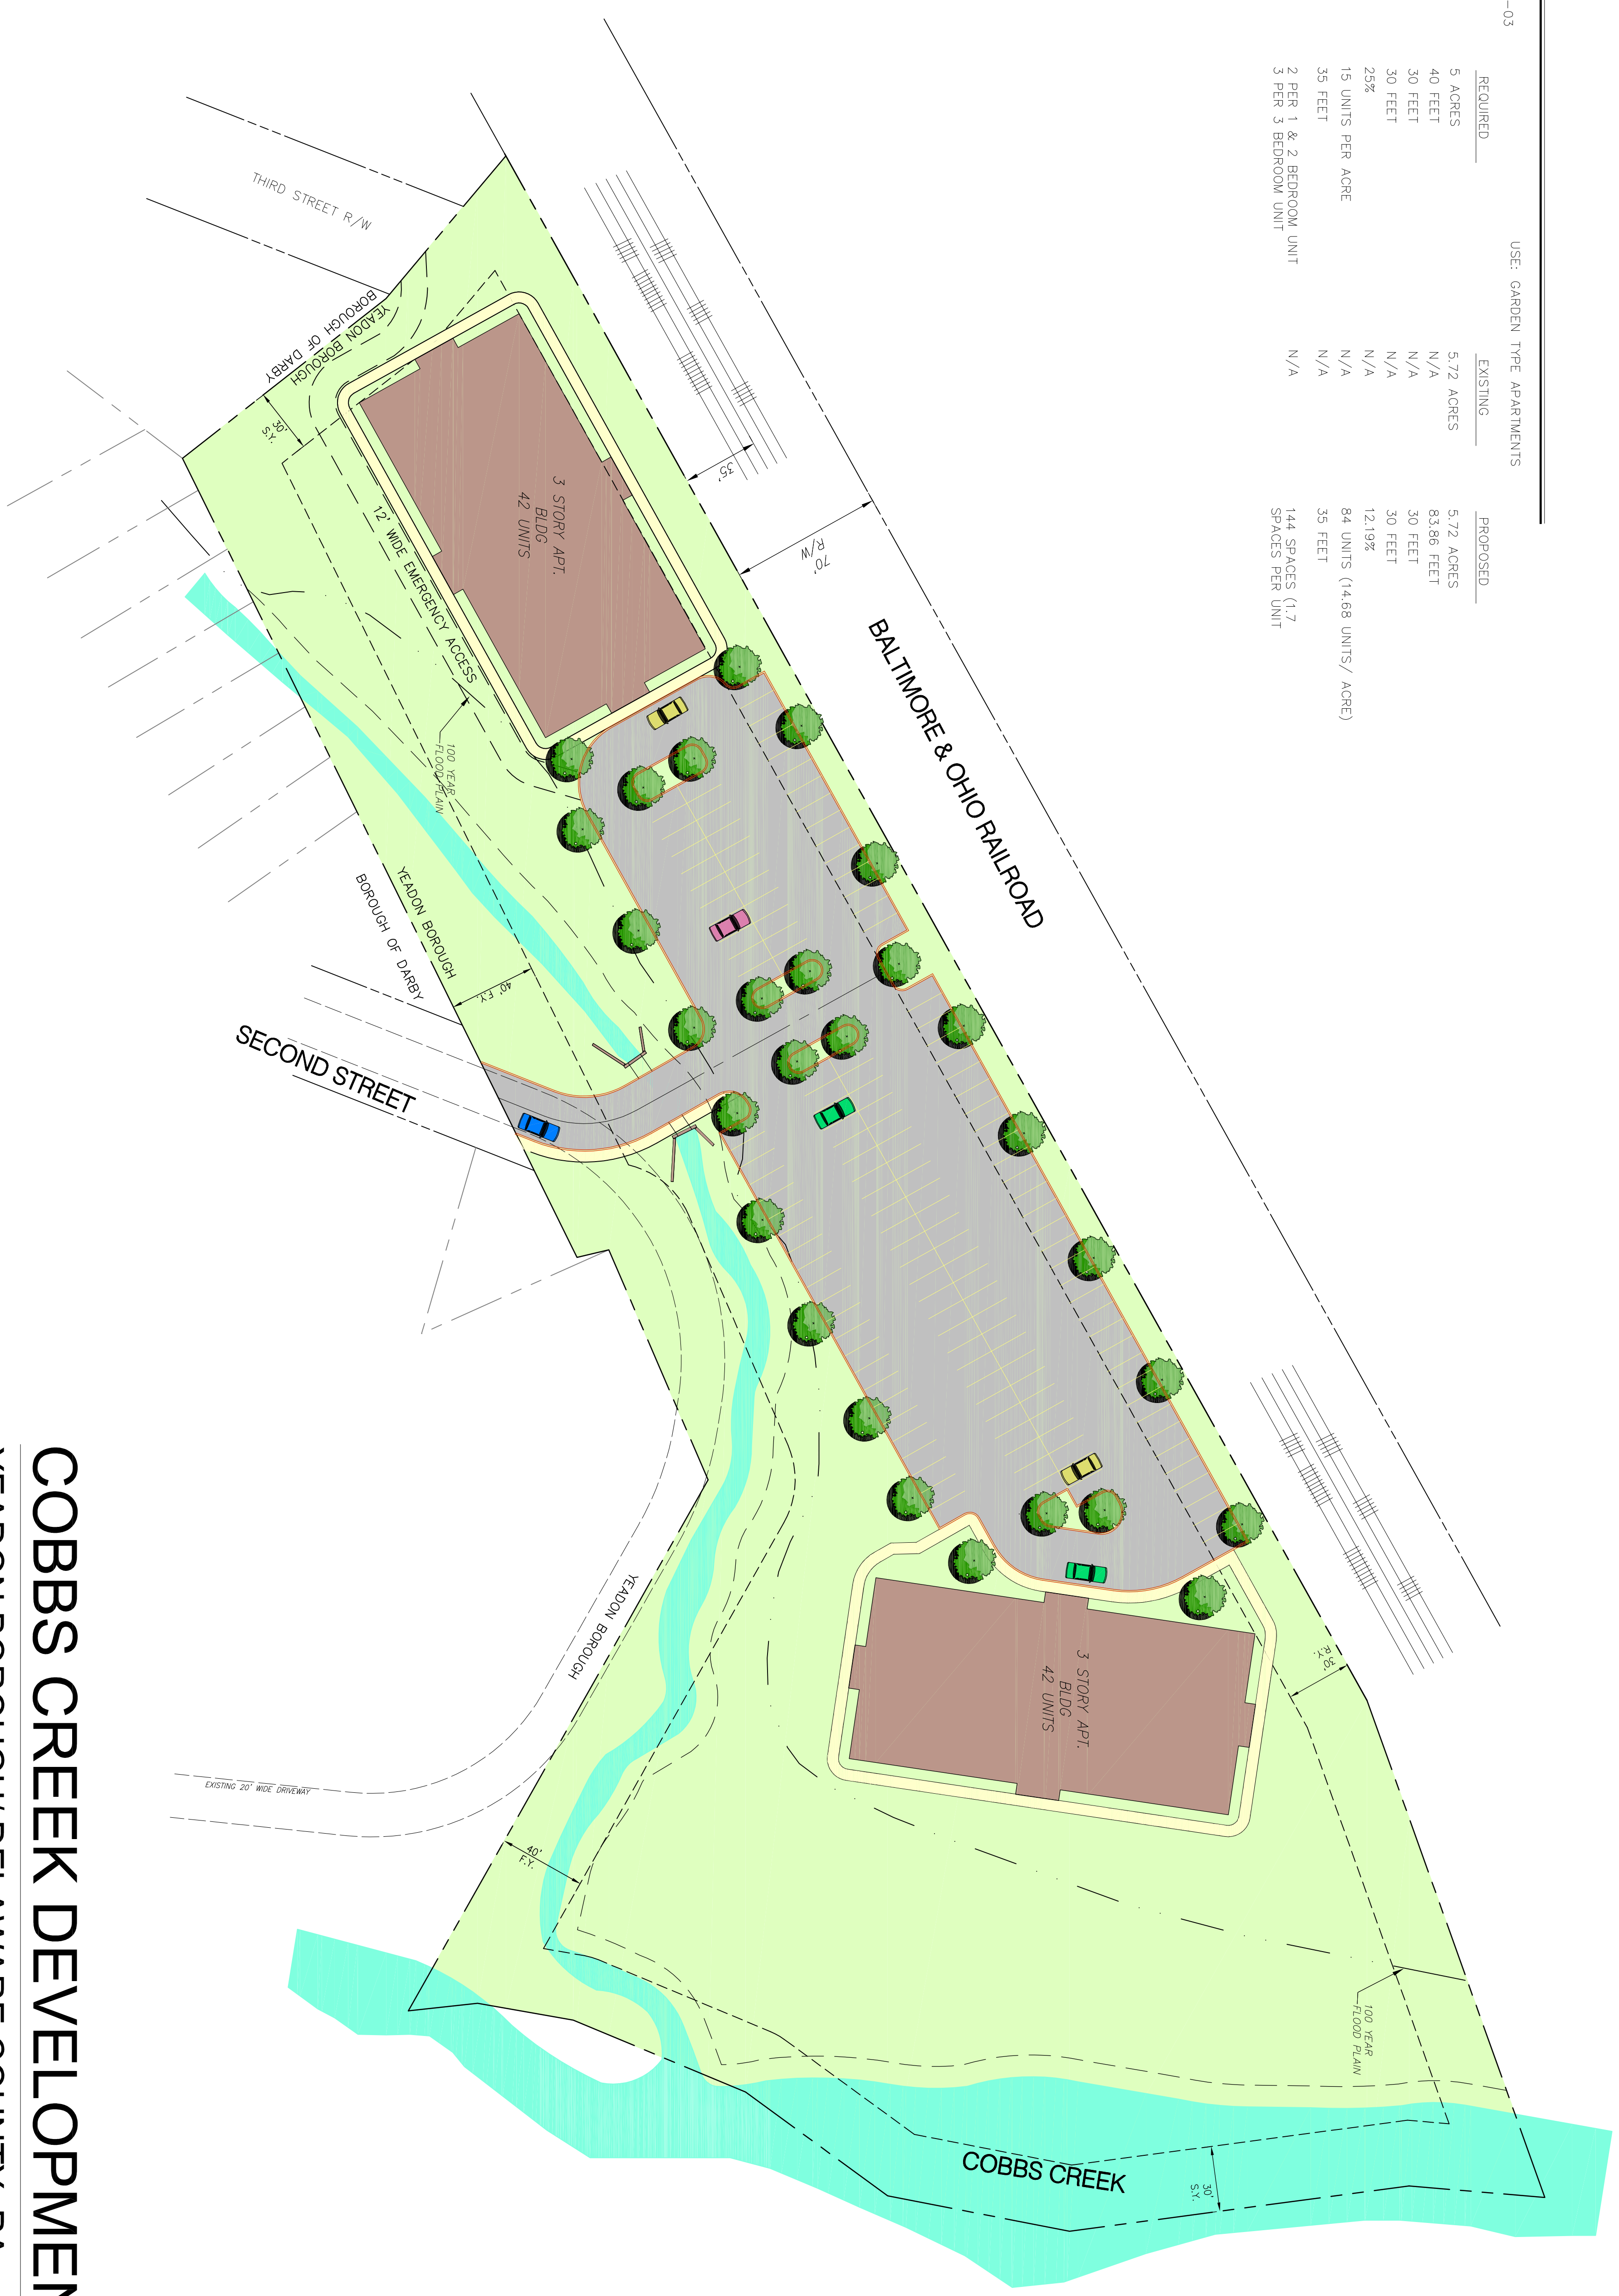 -03
USE: GARDEN TYPE APARTMENTS
REQUIRED EXISTING PROPOSED
5 ACRES 5.72 ACRES 5.72 ACRES
40 FEET N/A 83.86 FEET
30 FEET N/A 30 FEET
30 FEET N/A 30 FEET
25% N/A 12.19%
15 UNITS PER ACRE N/A 84 UNITS (14.68 UNITS/ ACRE)
35 FEET N/A 35 FEET
2 PER 1 & 2 BEDROOM UNIT N/A 144 SPACES (1.7
3 PER 3 BEDROOM UNIT SPACES PER UNIT
THIRD STREET R/W
YEADON BOROUGH
BOROUGH OF DARBY
30'
S.Y.
3 STORY APT.
BLDG
42 UNITS
12' WIDE EMERGENCY ACCESS
100 YEAR
FLOOD PLAIN
35'
70'
R/W
BALTIMORE & OHIO RAILROAD
YEADON BOROUGH
BOROUGH OF DARBY
40' F.Y.
SECOND STREET
3 STORY APT.
BLDG
42 UNITS
30'
R.Y.
YEADON BOROUGH
EXISTING 20' WIDE DRIVEWAY
40'
F.Y.
100 YEAR
FLOOD PLAIN
COBBS CREEK
30'
S.Y.
COBBS CREEK DEVELOPMEN
YEADON BOROUGH/ DELAWARE COUNTY, PA